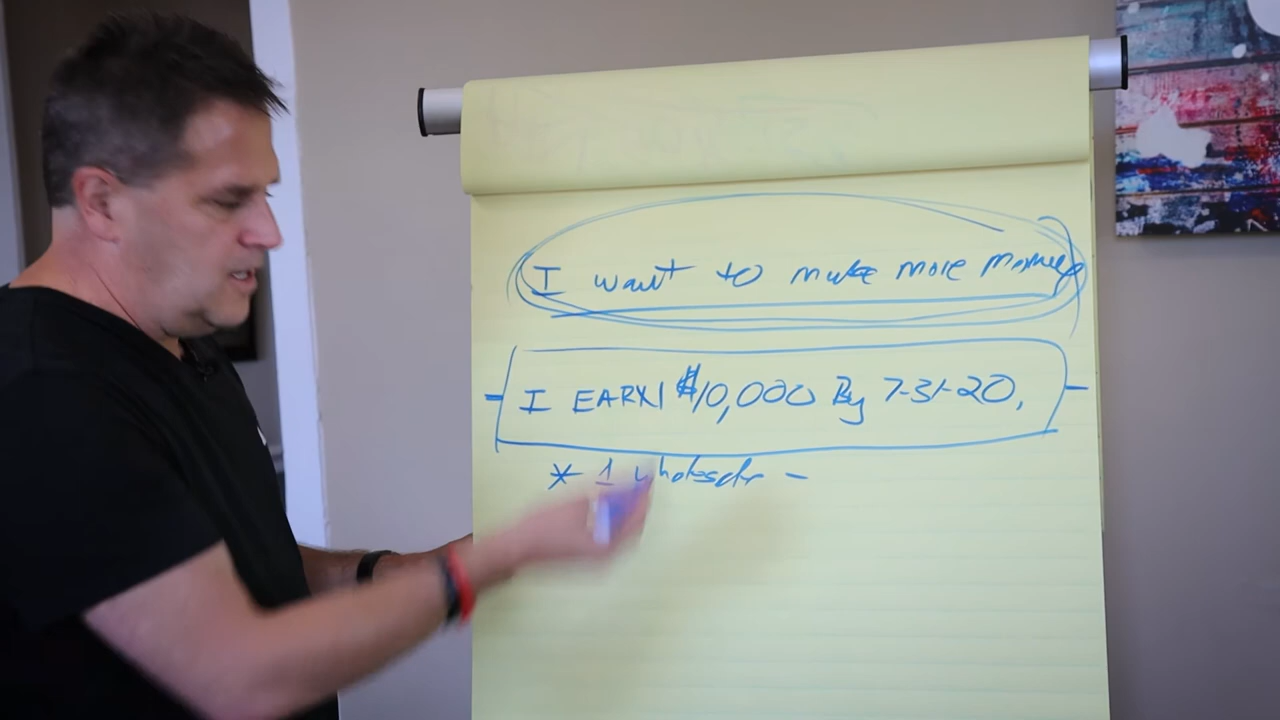 I want to make more money
I EARN $10,000 By 7-31-20.
* 1 wholesale -